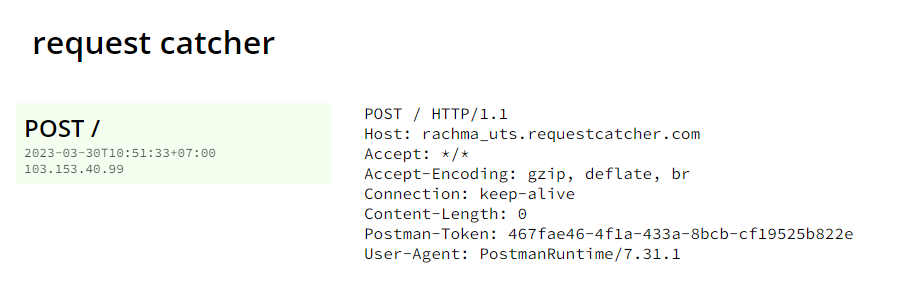 request catcher
POST /
2023-03-30T10:51:33+07:00
103.153.40.99
POST / HTTP/1.1
Host: rachma_uts.requestcatcher.com
Accept: */*
Accept-Encoding: gzip, deflate, br
Connection: keep-alive
Content-Length: 0
Postman-Token: 467fae46-4f1a-433a-8bcb-cf19525b822e
User-Agent: PostmanRuntime/7.31.1